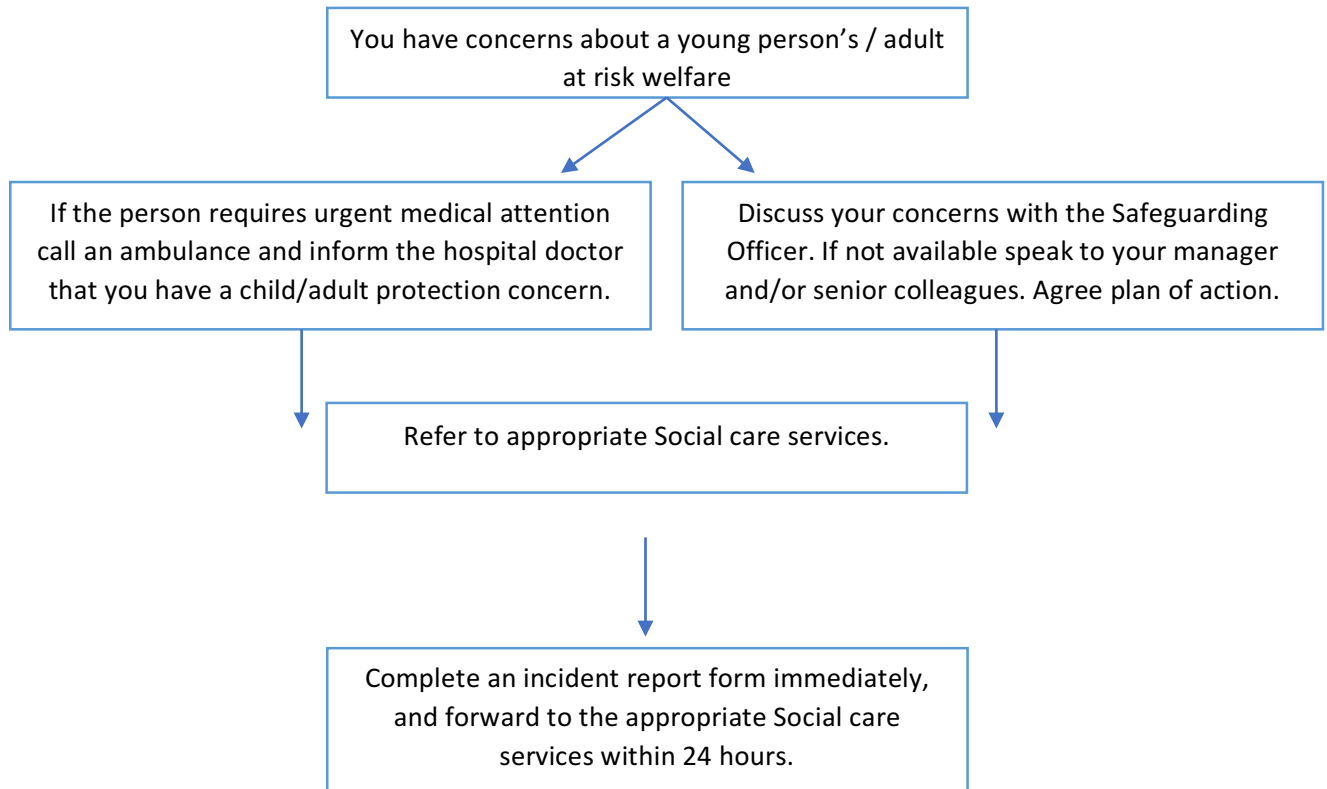 You have concerns about a young person’s / adult
at risk welfare
If the person requires urgent medical attention
call an ambulance and inform the hospital doctor
that you have a child/adult protection concern.
Discuss your concerns with the Safeguarding
Officer. If not available speak to your manager
and/or senior colleagues. Agree plan of action.
Refer to appropriate Social care services.
Complete an incident report form immediately,
and forward to the appropriate Social care
services within 24 hours.